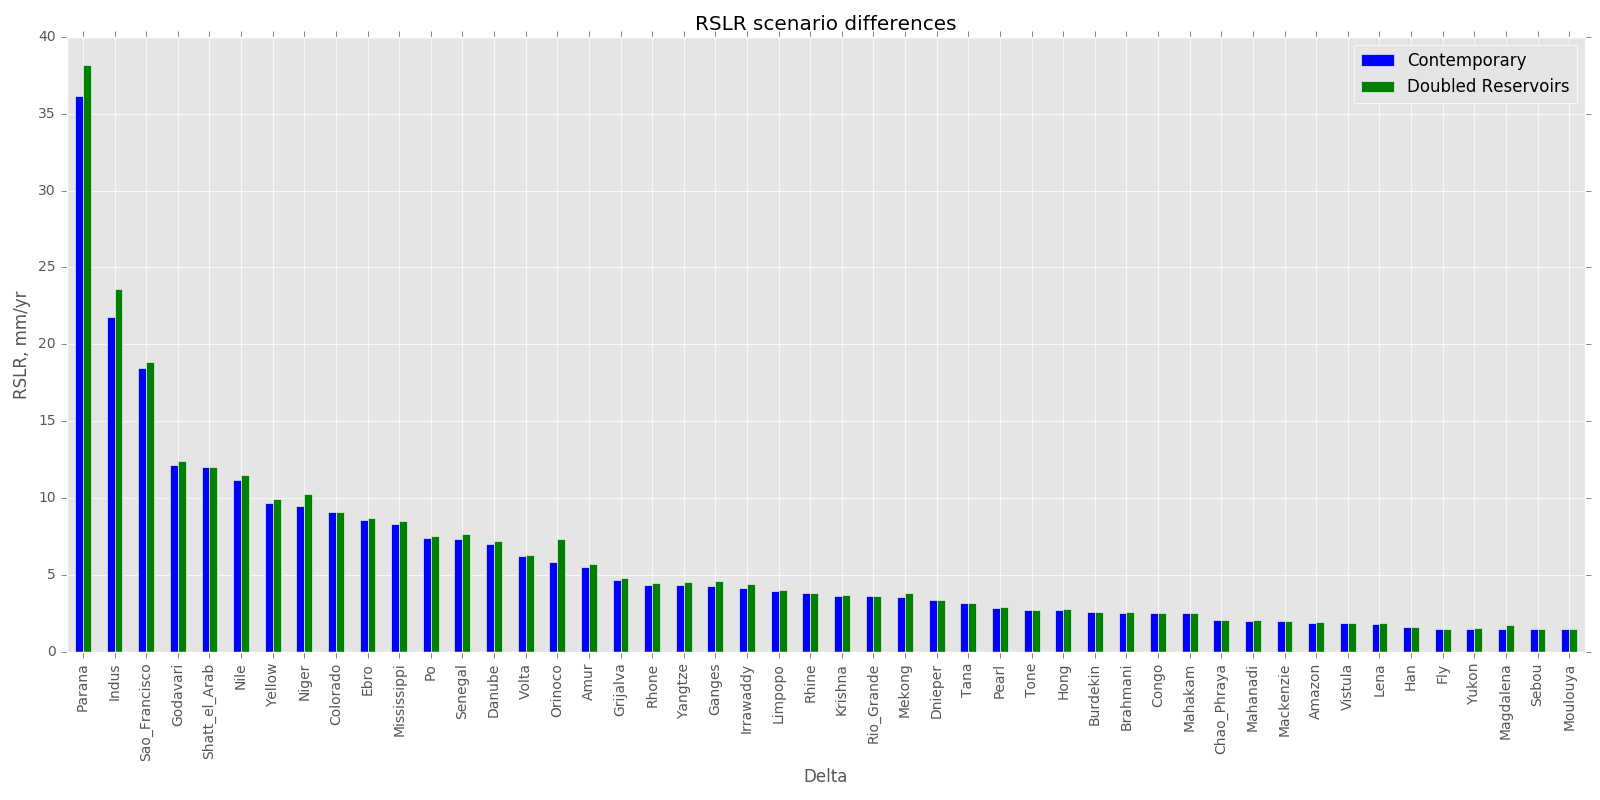 RSLR scenario differences
Contemporary
Doubled Reservoirs
RSLR, mm/yr
40
35
30
25
20
15
10
5
0
Parana
Indus
Sao_Francisco
Godavari
Shatt_el_Arab
Nile
Yellow
Niger
Colorado
Ebro
Mississippi
Po
Senegal
Danube
Volta
Orinoco
Amur
Grijalva
Rhone
Yangtze
Ganges
Irrawaddy
Limpopo
Rhine
Krishna
Rio_Grande
Mekong
Dnieper
Tana
Pearl
Tone
Hong
Burdekin
Brahmani
Congo
Mahakam
Chao_Phraya
Mahanadi
Mackenzie
Amazon
Vistula
Lena
Han
Fly
Yukon
Magdalena
Sebou
Moulouya
Delta